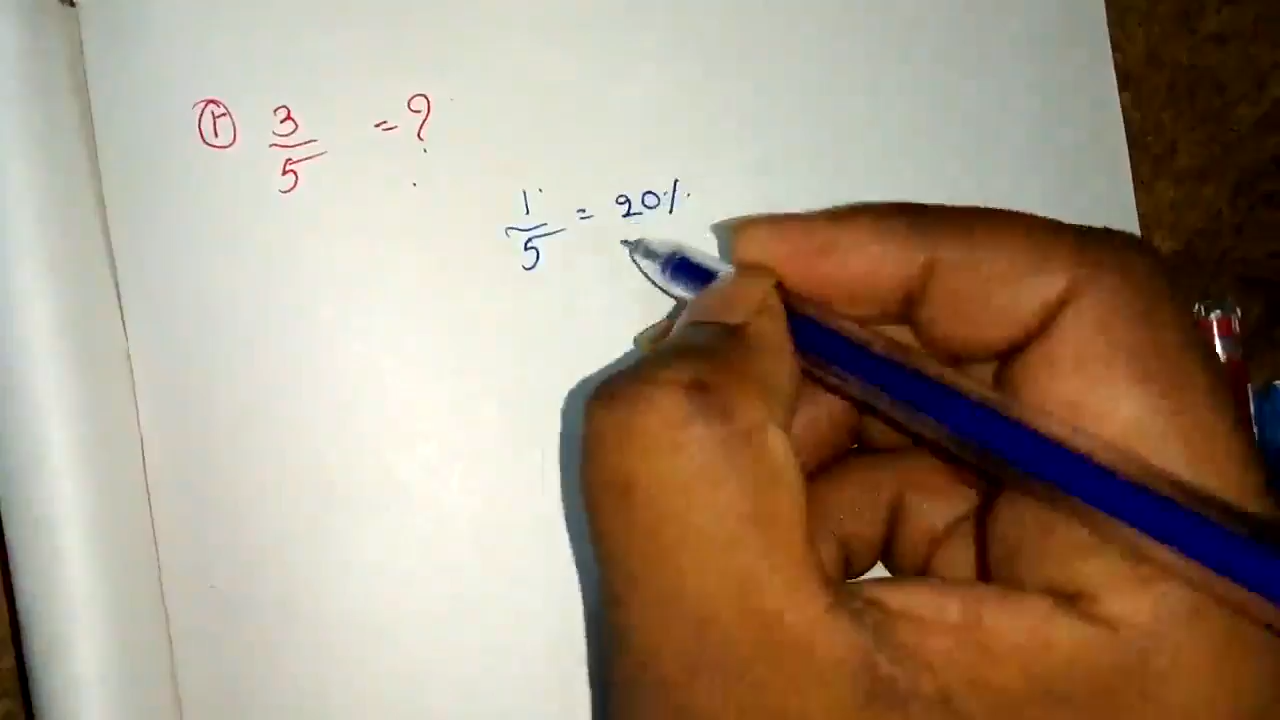 ① 3/5 = ?
1/5 = 20%